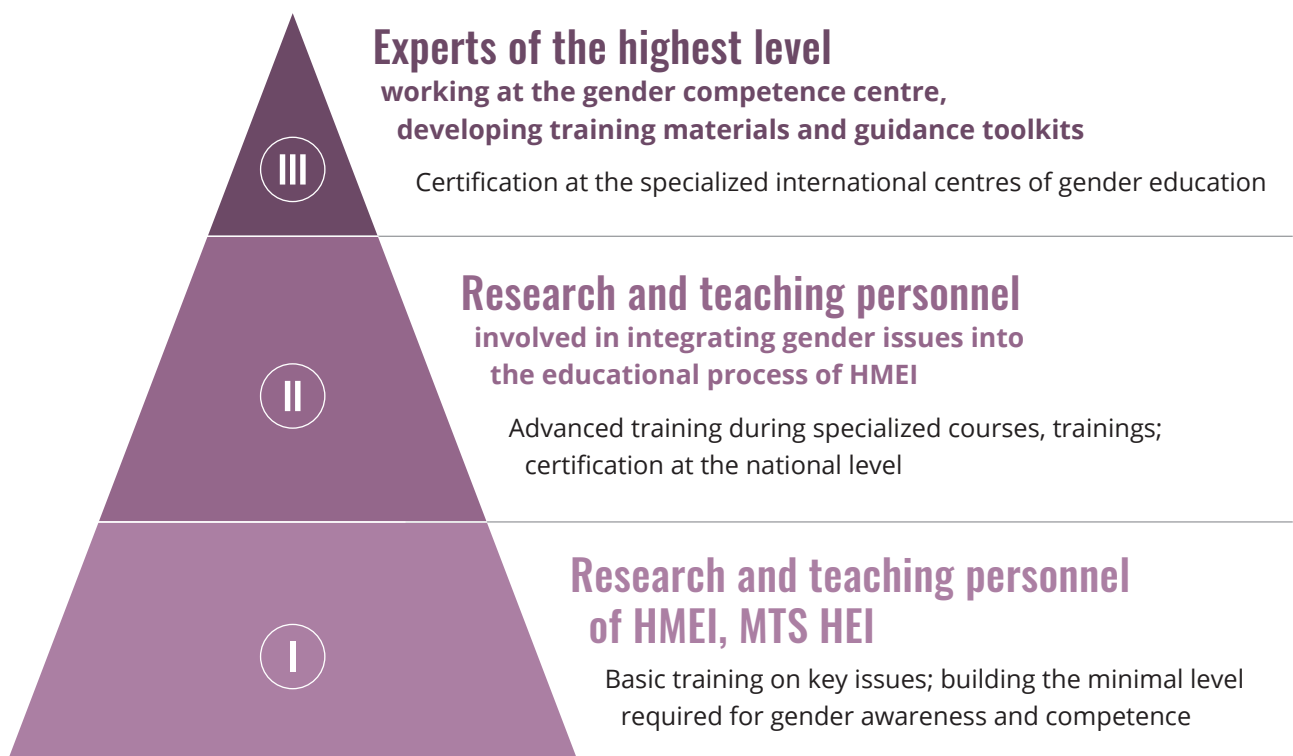 Experts of the highest level
working at the gender competence centre,
developing training materials and guidance toolkits
III
Certification at the specialized international centres of gender education
Research and teaching personnel
involved in integrating gender issues into
the educational process of HMEI
II
Advanced training during specialized courses, trainings;
certification at the national level
Research and teaching personnel
of HMEI, MTS HEI
I
Basic training on key issues; building the minimal level
required for gender awareness and competence